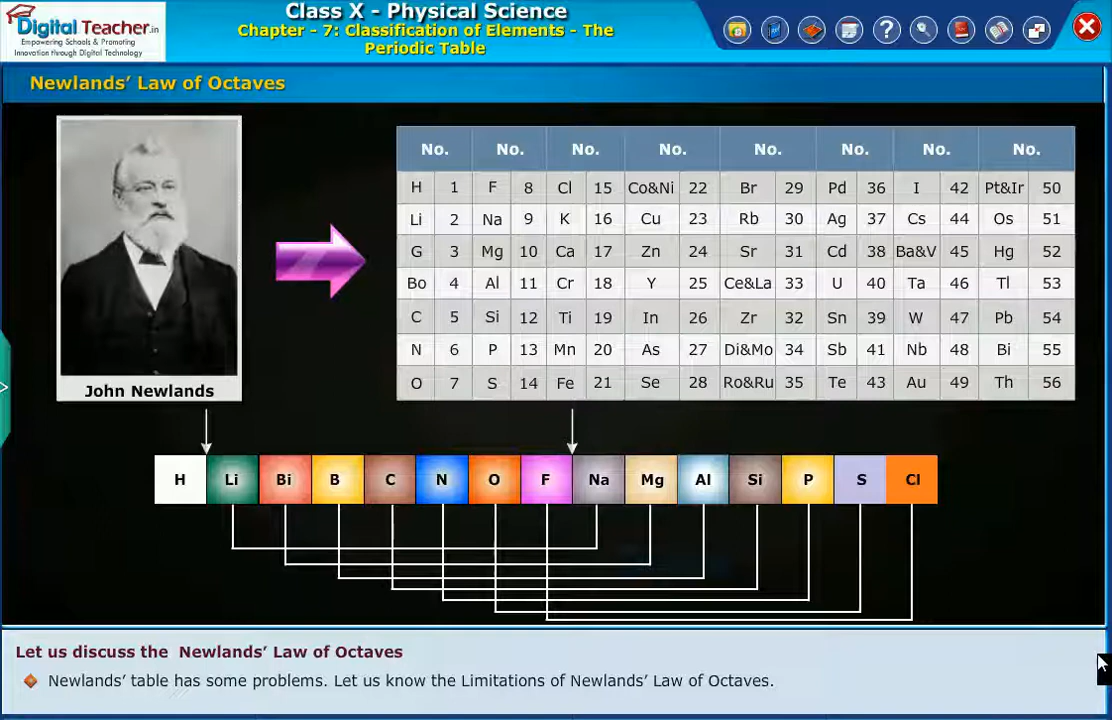 Digital Teacher.in
Empowering Schools & Promoting
Innovation through Digital Technology
Class X - Physical Science
Chapter - 7: Classification of Elements - The
Periodic Table
Newlands’ Law of Octaves
John Newlands
No. No. No. No. No. No. No. No.
H 1 F 8 Cl 15 Co&Ni 22 Br 29 Pd 36 I 42 Pt&Ir 50
Li 2 Na 9 K 16 Cu 23 Rb 30 Ag 37 Cs 44 Os 51
G 3 Mg 10 Ca 17 Zn 24 Sr 31 Cd 38 Ba&V 45 Hg 52
Bo 4 Al 11 Cr 18 Y 25 Ce&La 33 U 40 Ta 46 Tl 53
C 5 Si 12 Ti 19 In 26 Zr 32 Sn 39 W 47 Pb 54
N 6 P 13 Mn 20 As 27 Di&Mo 34 Sb 41 Nb 48 Bi 55
O 7 S 14 Fe 21 Se 28 Ro&Ru 35 Te 43 Au 49 Th 56
H Li Bi B C N O F Na Mg Al Si P S Cl
Let us discuss the Newlands’ Law of Octaves
Newlands’ table has some problems. Let us know the Limitations of Newlands’ Law of Octaves.